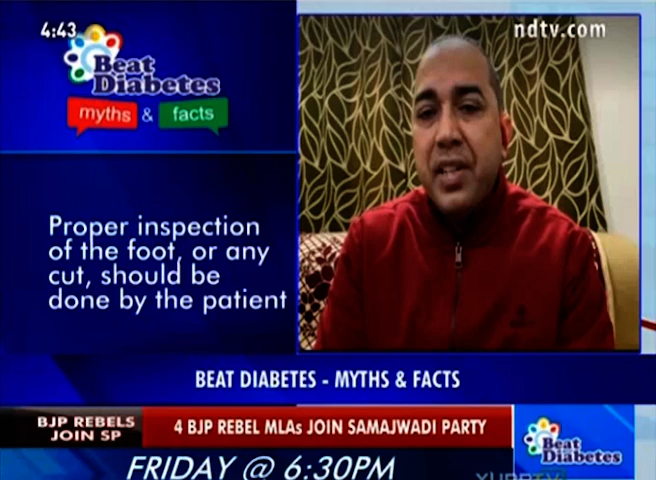 4:43
ndtv.com
Beat
Diabetes
myths & facts
Proper inspection
of the foot, or any
cut, should be
done by the patient
BEAT DIABETES - MYTHS & FACTS
BJP REBELS
JOIN SP
4 BJP REBEL MLAs JOIN SAMAJWADI PARTY
Beat
Diabetes
FRIDAY @ 6:30PM
YUPPTV